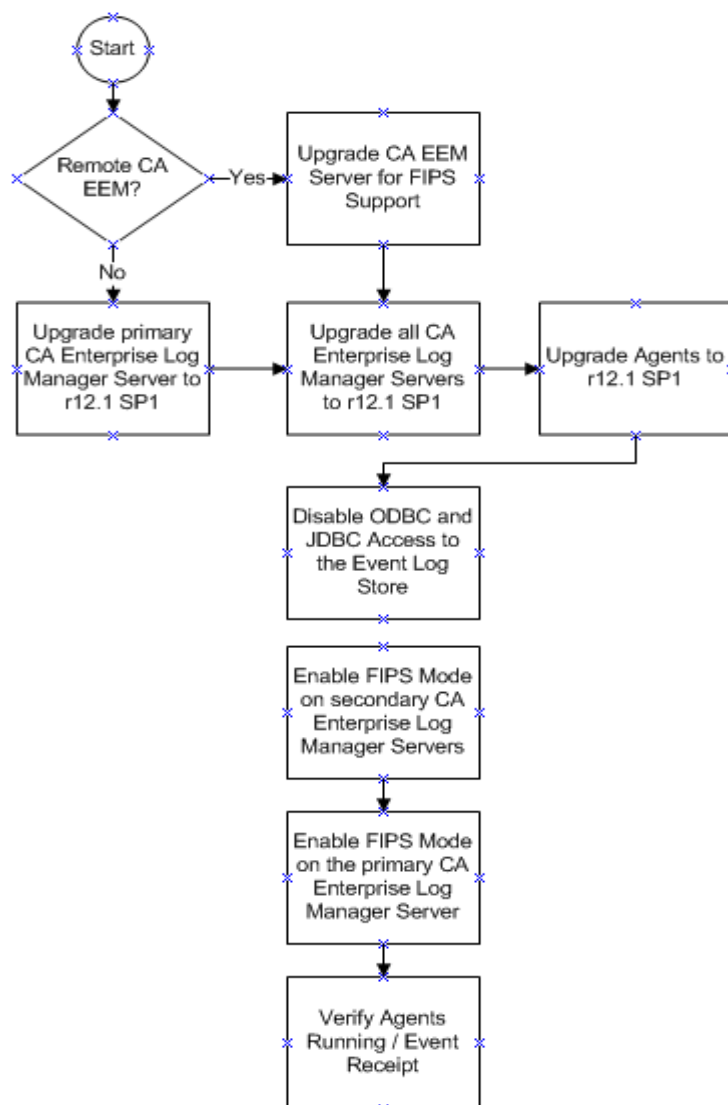 Start
Remote CA
EEM?
Yes
Upgrade CA EEM
Server for FIPS
Support
No
Upgrade primary
CA Enterprise Log
Manager Server to
r12.1 SP1
Upgrade all CA
Enterprise Log
Manager Servers
to r12.1 SP1
Upgrade Agents to
r12.1 SP1
Disable ODBC and
JDBC Access to
the Event Log
Store
Enable FIPS Mode
on secondary CA
Enterprise Log
Manager Servers
Enable FIPS Mode
on the primary CA
Enterprise Log
Manager Server
Verify Agents
Running / Event
Receipt